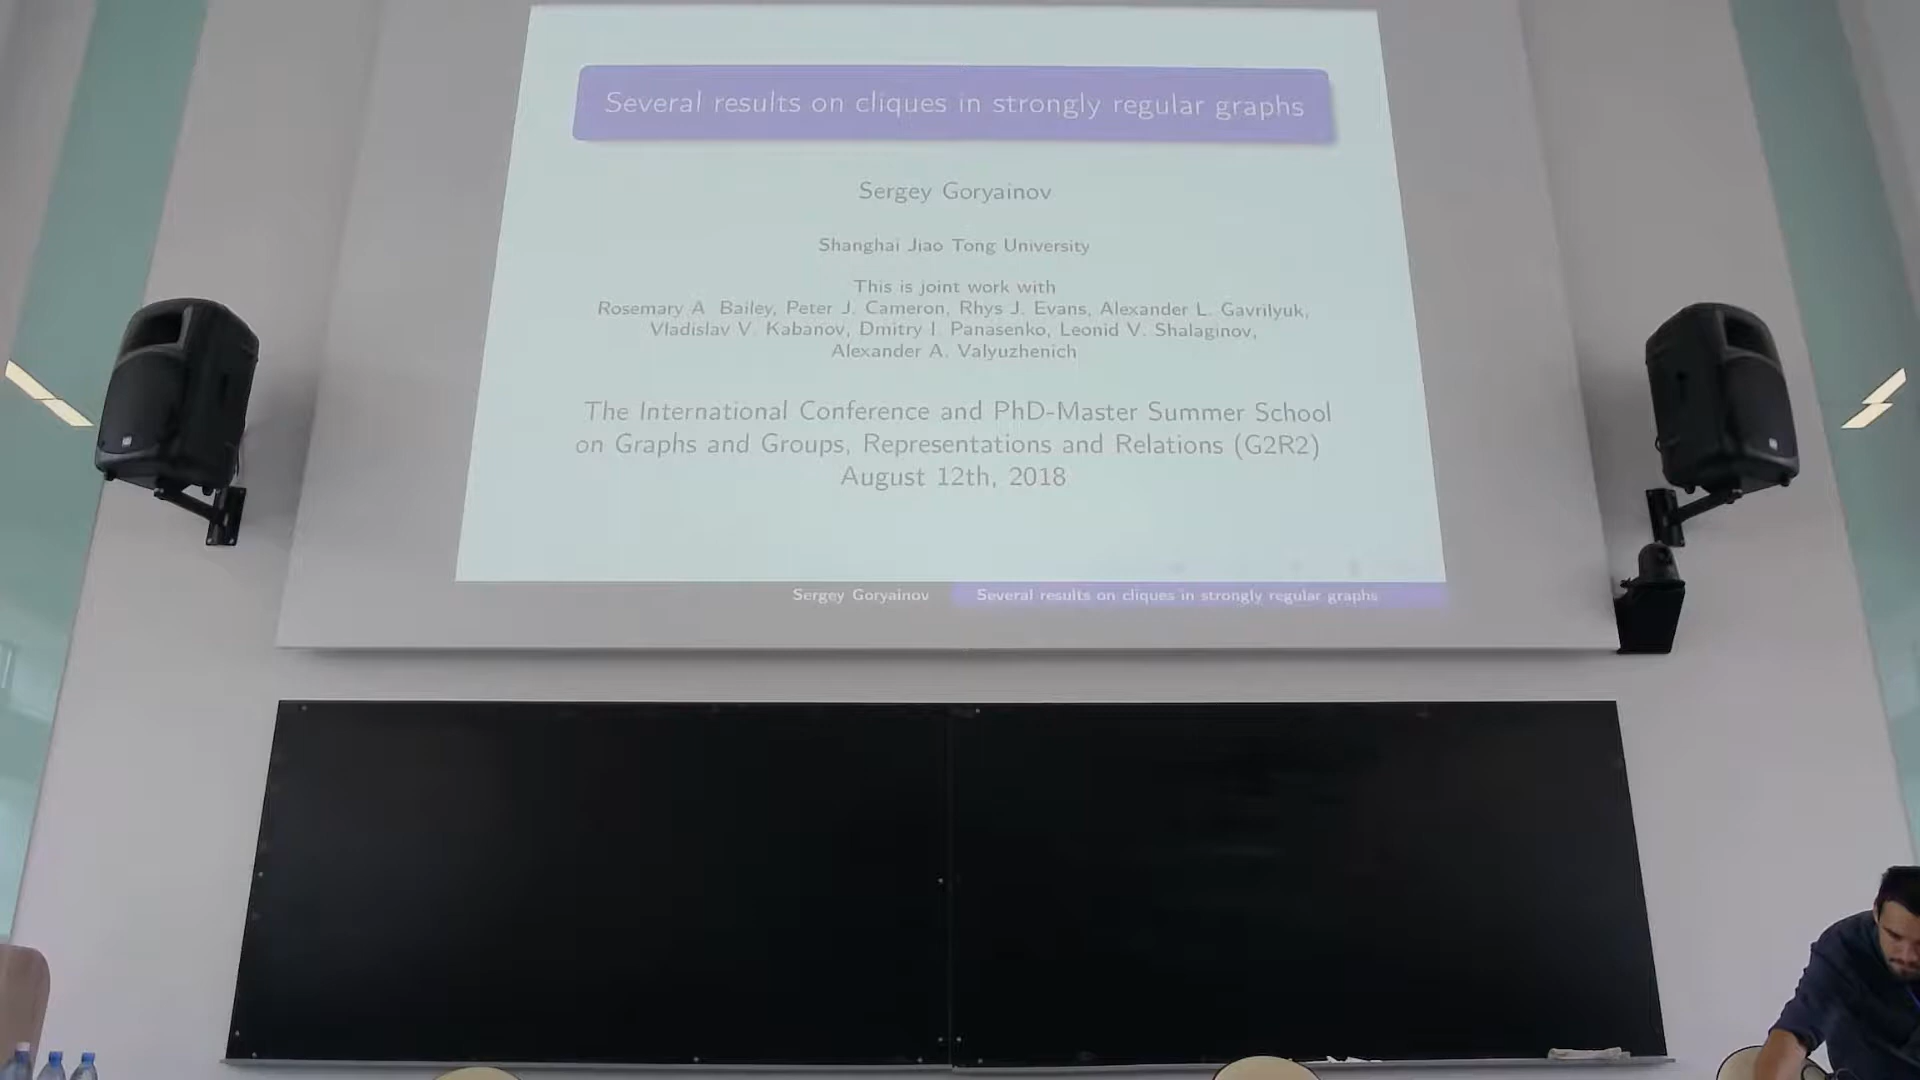 Several results on cliques in strongly regular graphs
Sergey Goryainov
Shanghai Jiao Tong University
This is joint work with
Rosemary A. Bailey, Peter J. Cameron, Rhys J. Evans, Alexander L. Gavrilyuk,
Vladislav V. Kabanov, Dmitry I. Panasenko, Leonid V. Shalaginov,
Alexander A. Valyuzhenich
The International Conference and PhD-Master Summer School
on Graphs and Groups, Representations and Relations (G2R2)
August 12th, 2018
Sergey Goryainov Several results on cliques in strongly regular graphs